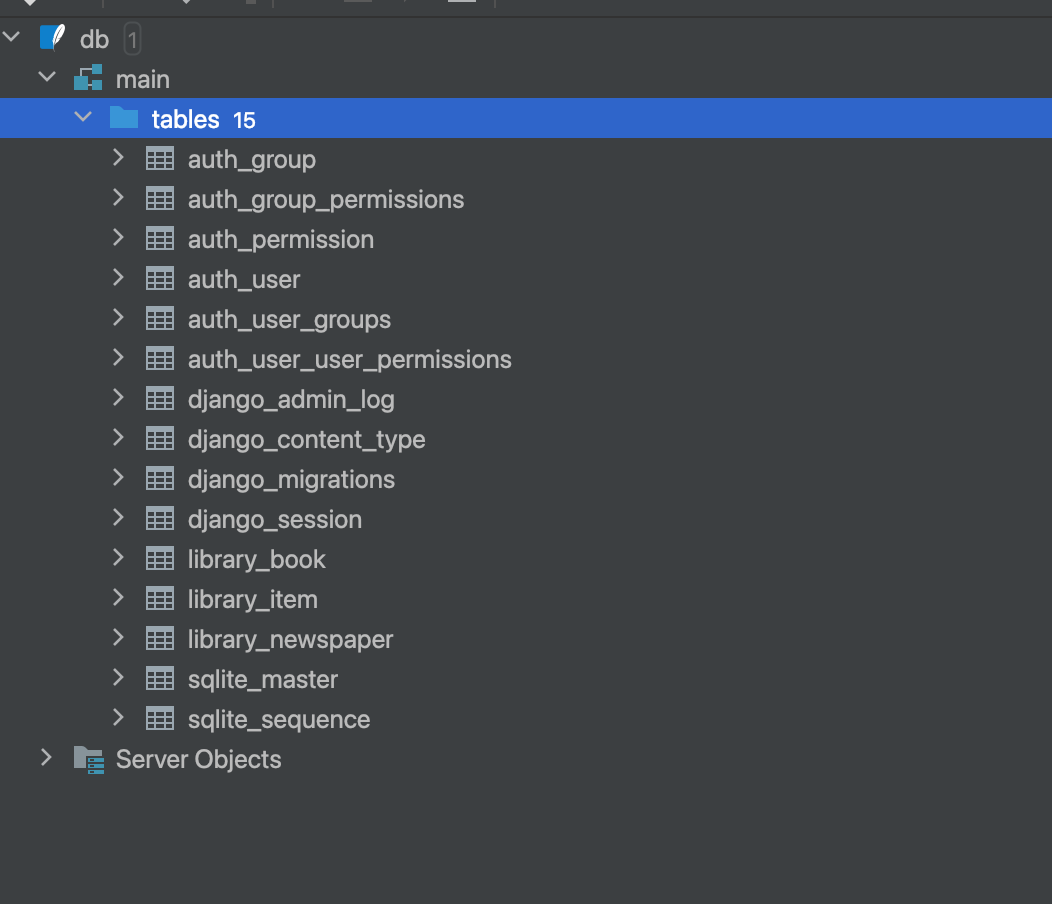 db 1
main
tables 15
auth_group
auth_group_permissions
auth_permission
auth_user
auth_user_groups
auth_user_user_permissions
django_admin_log
django_content_type
django_migrations
django_session
library_book
library_item
library_newspaper
sqlite_master
sqlite_sequence
Server Objects